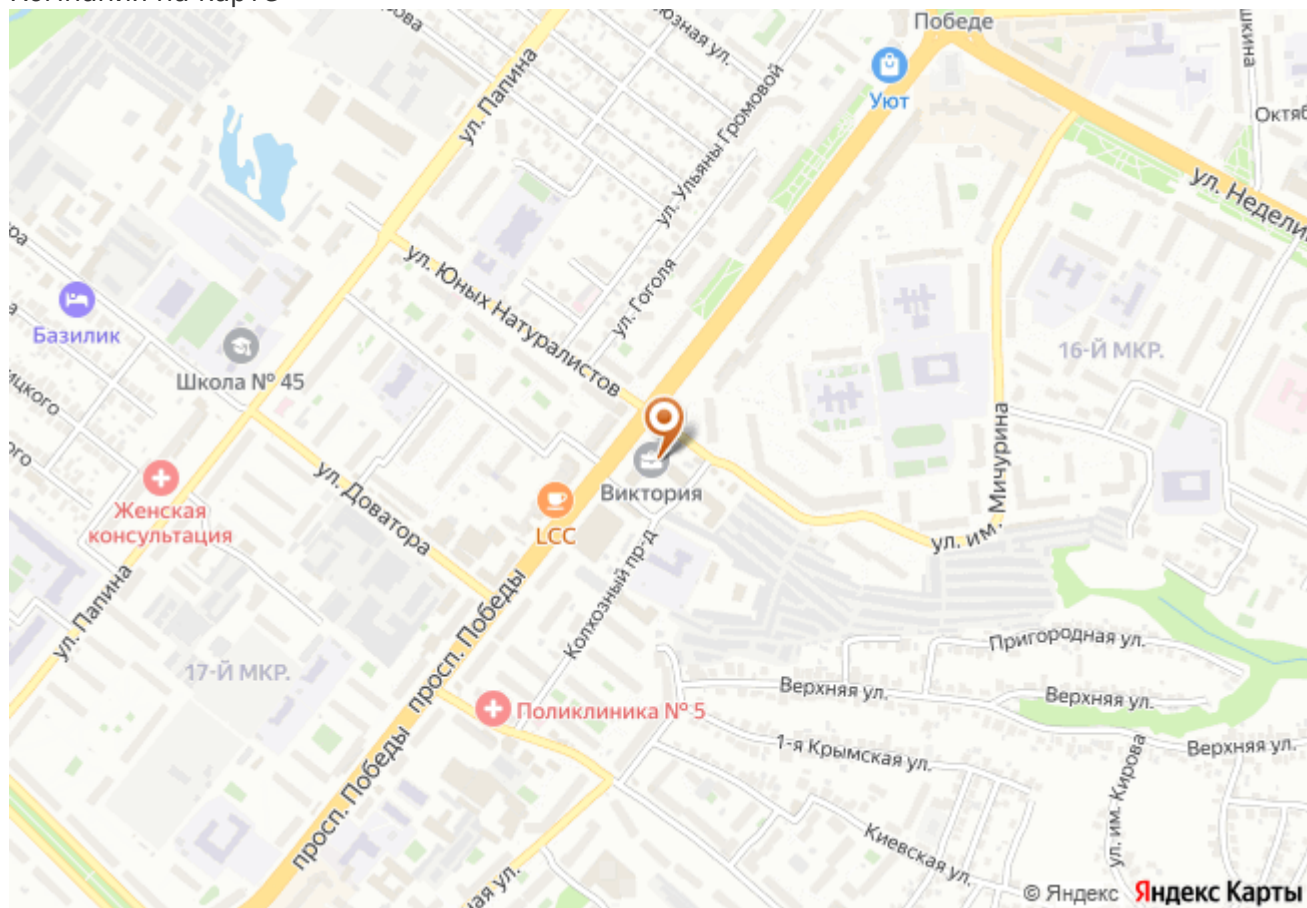 Победе
ул. Папина
Уют
ул. Ульяны Громовой
ул. Недели
ул. Юных Натуралистов
ул. Гоголя
Базилик
16-Й МКР.
Школа № 45
ул. Доватора
Виктория
ул. им. Мичурина
Женская
консультация
LCC
Колхозный пр-д
ул. Папина
просп. Победы
Пригородная ул.
17-Й МКР.
Верхняя ул.
Верхняя ул.
Поликлиника № 5
1-я Крымская ул.
Верхняя ул.
ул. им. Кирова
просп. Победы
Киевская ул.
© Яндекс Яндекс Карты